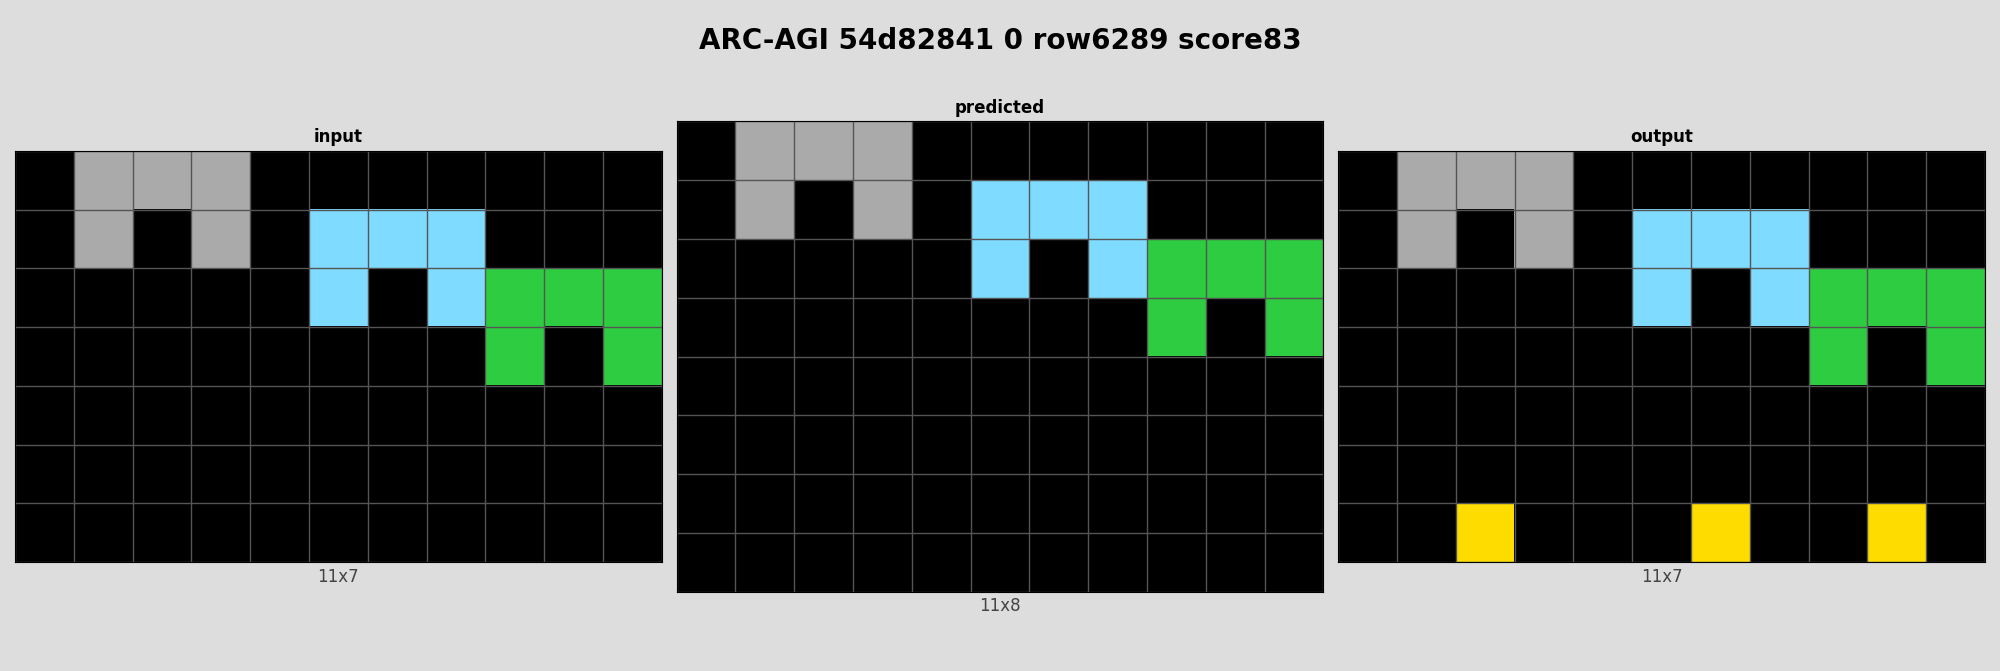 ARC-AGI 54d82841 0 row6289 score83
input
predicted
output
11x7
11x8
11x7